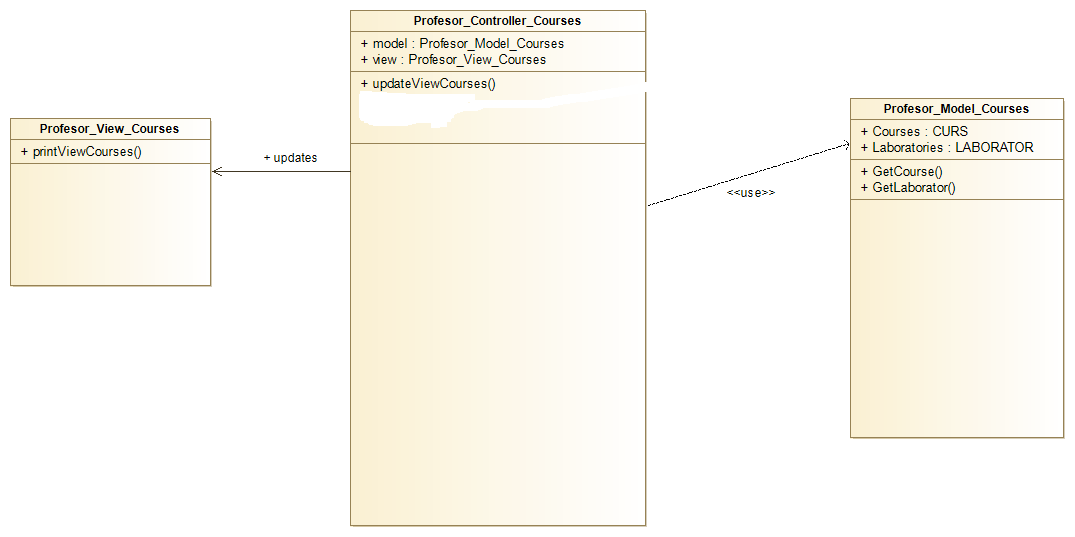 Profesor_Controller_Courses
+ model : Profesor_Model_Courses
+ view : Profesor_View_Courses
+ updateViewCourses()
Profesor_View_Courses
+ printViewCourses()
+ updates
<<use>>
Profesor_Model_Courses
+ Courses : CURS
+ Laboratories : LABORATOR
+ GetCourse()
+ GetLaborator()